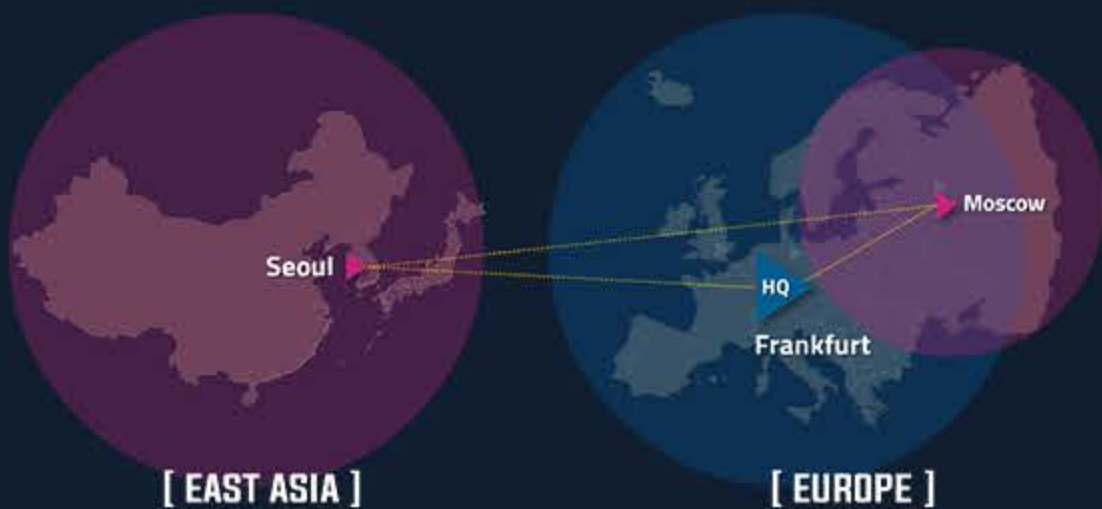 Seoul
Moscow
HQ
Frankfurt
[ EAST ASIA ]
[ EUROPE ]